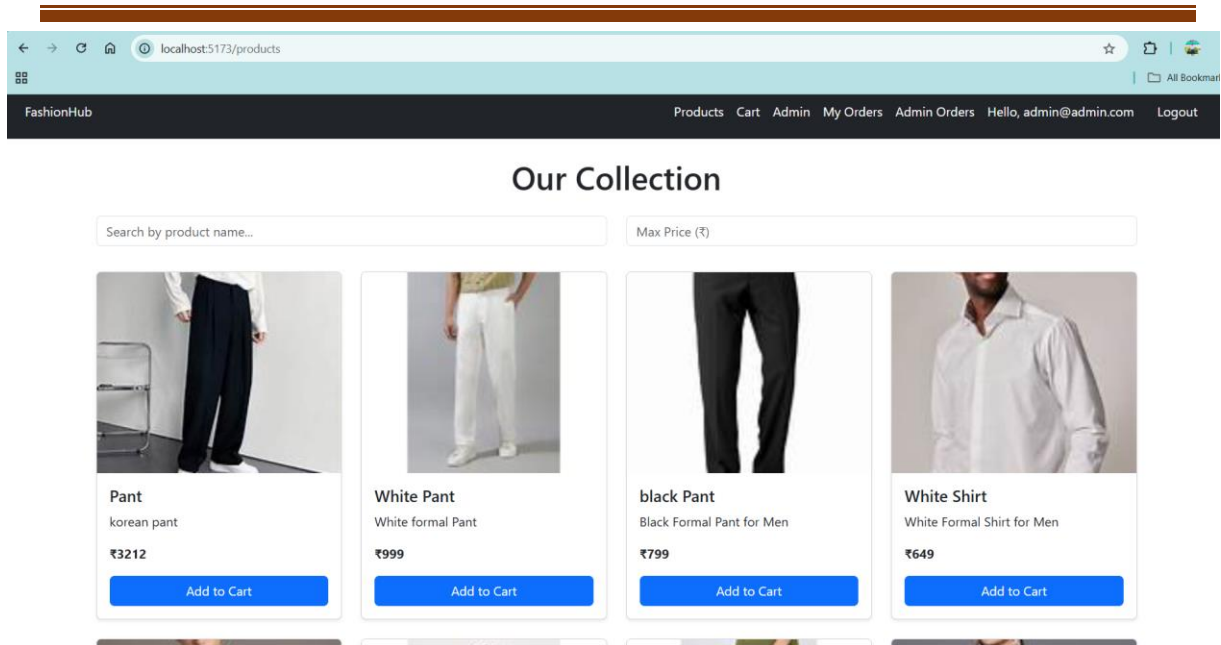 localhost:5173/products
All Bookmar
FashionHub Products Cart Admin My Orders Admin Orders Hello, admin@admin.com Logout
Our Collection
Search by product name... Max Price (₹)
Pant White Pant black Pant White Shirt
korean pant White formal Pant Black Formal Pant for Men White Formal Shirt for Men
₹3212 ₹999 ₹799 ₹649
Add to Cart Add to Cart Add to Cart Add to Cart